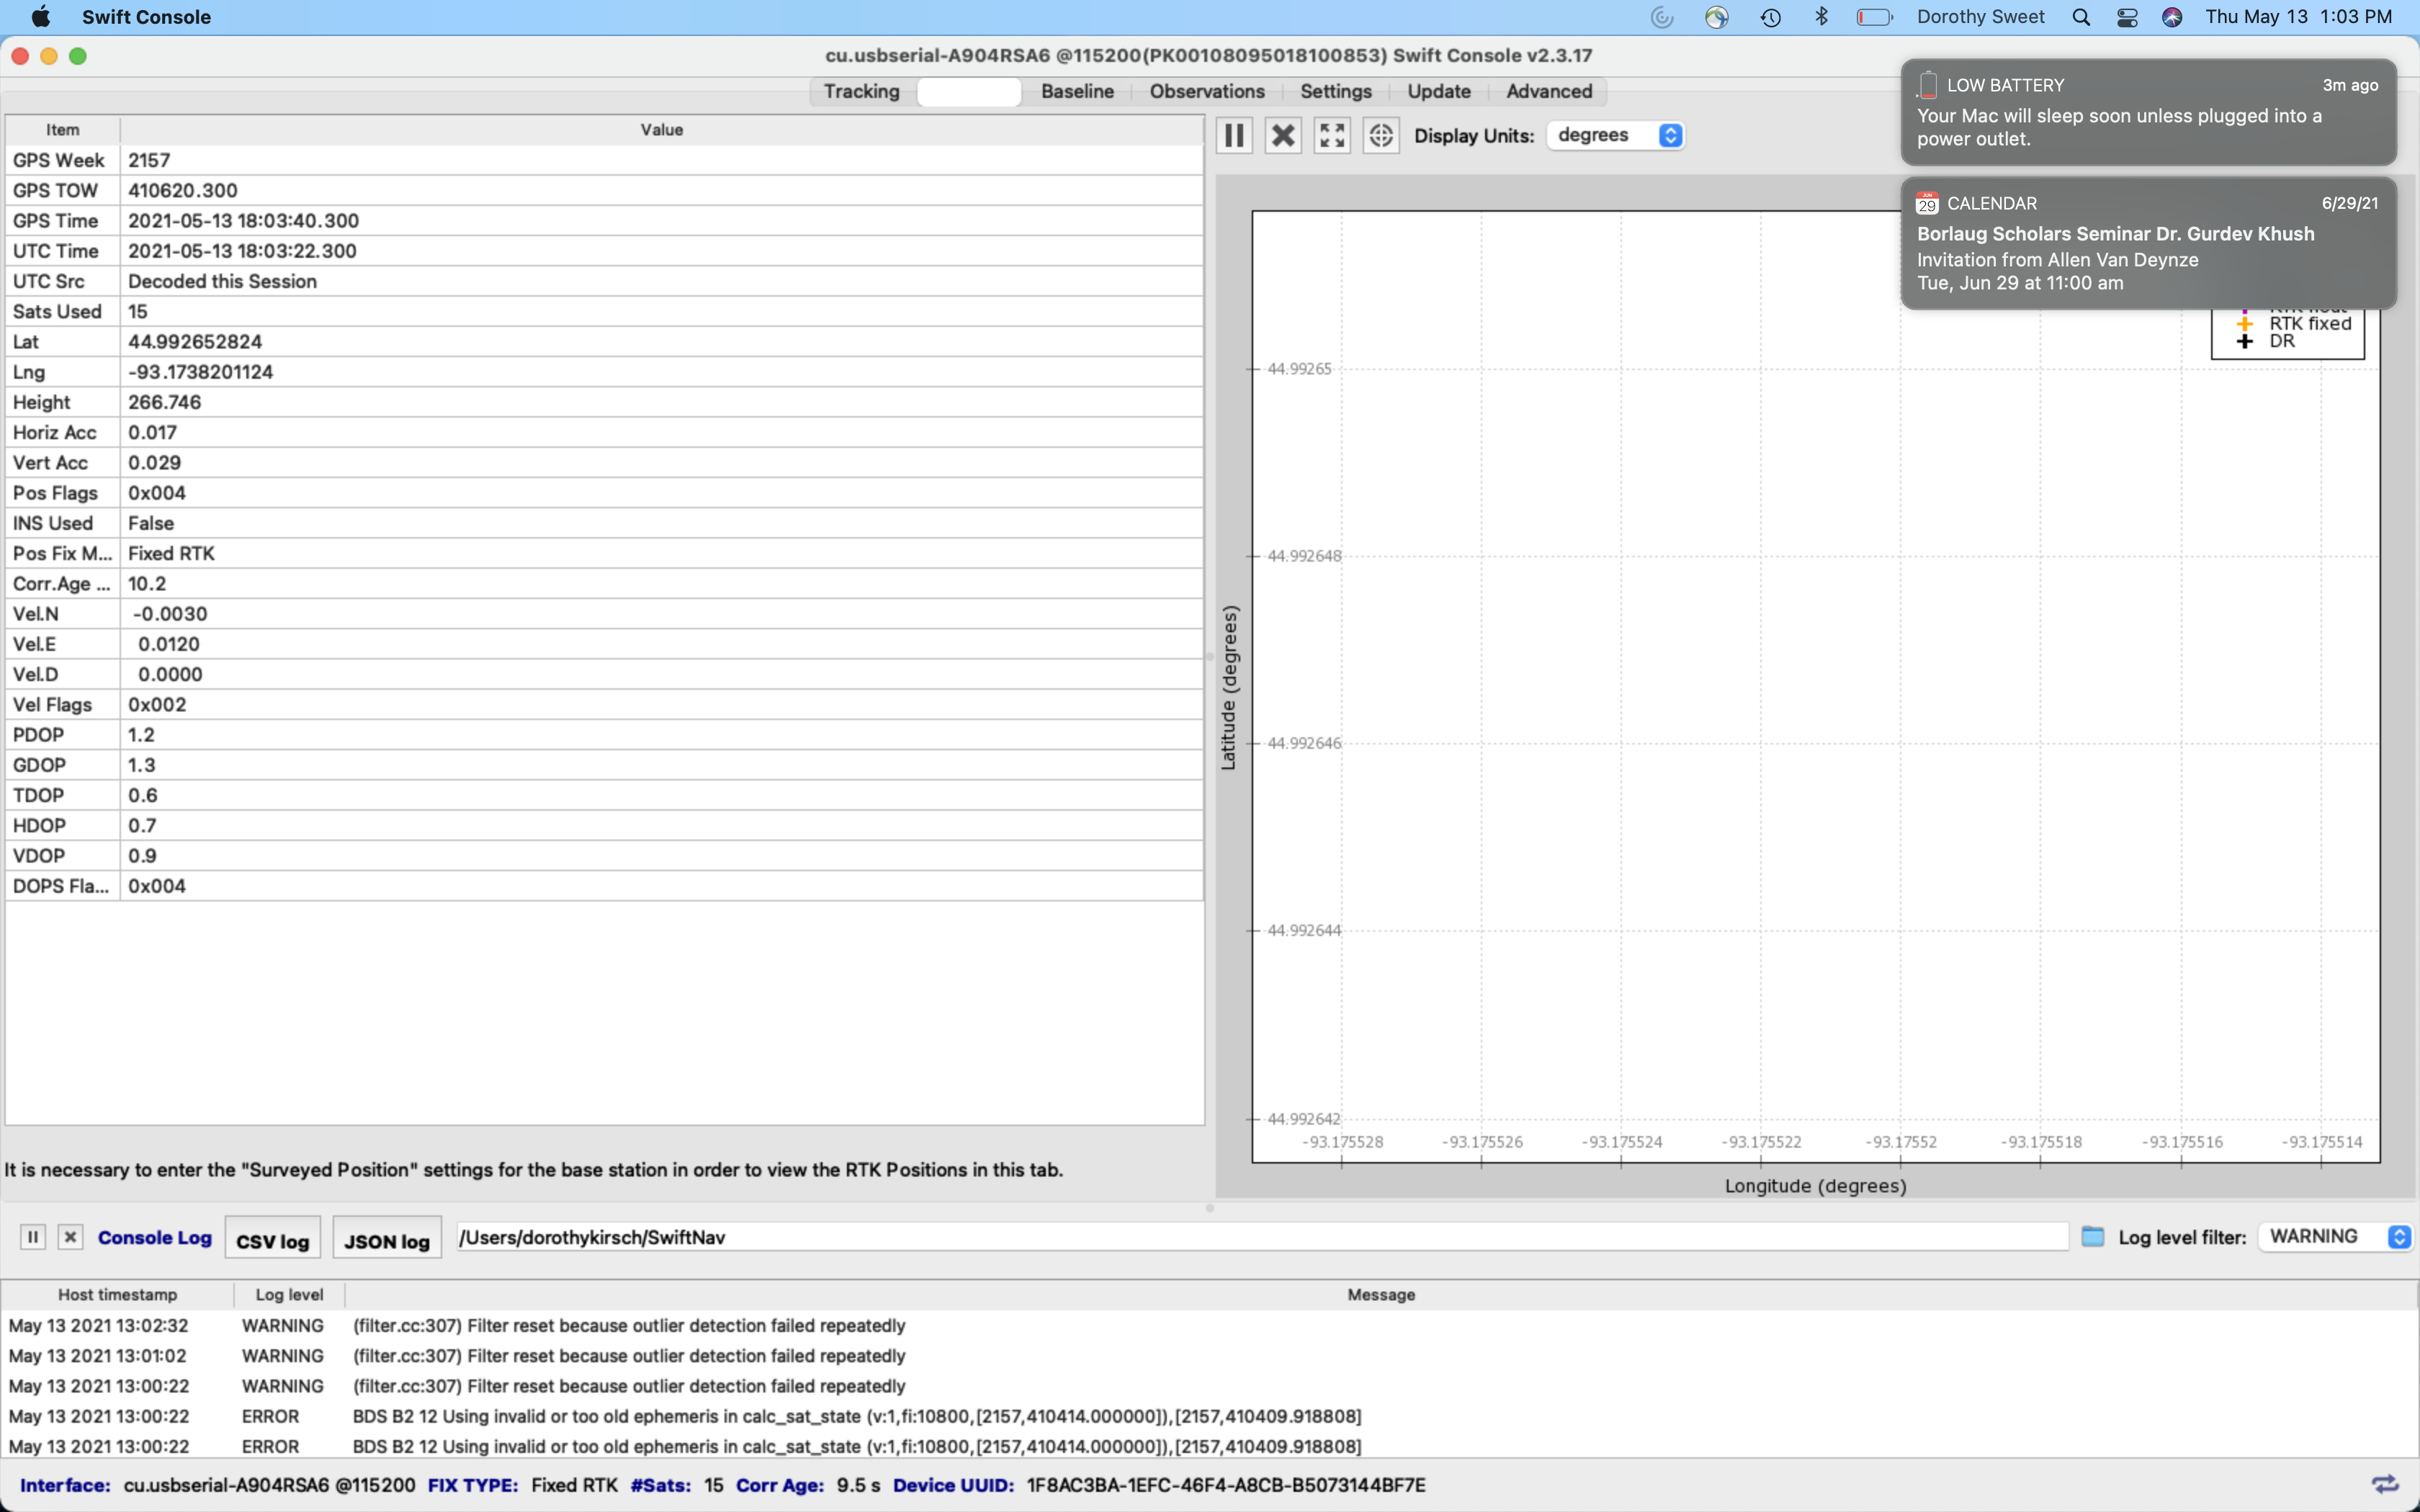 Swift Console
Dorothy Sweet
Thu May 13 1:03 PM
cu.usbserial-A904RSA6 @115200(PK00108095018100853) Swift Console v2.3.17
Tracking Baseline Observations Settings Update Advanced
LOW BATTERY 3m ago
Your Mac will sleep soon unless plugged into a
power outlet.
29 CALENDAR 6/29/21
Borlaug Scholars Seminar Dr. Gurdev Khush
Invitation from Allen Van Deynze
Tue, Jun 29 at 11:00 am
Item Value
GPS Week 2157
GPS TOW 410620.300
GPS Time 2021-05-13 18:03:40.300
UTC Time 2021-05-13 18:03:22.300
UTC Src Decoded this Session
Sats Used 15
Lat 44.992652824
Lng -93.1738201124
Height 266.746
Horiz Acc 0.017
Vert Acc 0.029
Pos Flags 0x004
INS Used False
Pos Fix M... Fixed RTK
Corr.Age ... 10.2
Vel.N -0.0030
Vel.E 0.0120
Vel.D 0.0000
Vel Flags 0x002
PDOP 1.2
GDOP 1.3
TDOP 0.6
HDOP 0.7
VDOP 0.9
DOPS Fla... 0x004
It is necessary to enter the "Surveyed Position" settings for the base station in order to view the RTK Positions in this tab.
Display Units: degrees
RTK fixed
DR
Latitude (degrees)
44.99265
44.992648
44.992646
44.992644
44.992642
-93.175528 -93.175526 -93.175524 -93.175522 -93.17552 -93.175518 -93.175516 -93.175514
Longitude (degrees)
Console Log CSV log JSON log /Users/dorothykirsch/SwiftNav Log level filter: WARNING
Host timestamp Log level Message
May 13 2021 13:02:32 WARNING (filter.cc:307) Filter reset because outlier detection failed repeatedly
May 13 2021 13:01:02 WARNING (filter.cc:307) Filter reset because outlier detection failed repeatedly
May 13 2021 13:00:22 WARNING (filter.cc:307) Filter reset because outlier detection failed repeatedly
May 13 2021 13:00:22 ERROR BDS B2 12 Using invalid or too old ephemeris in calc_sat_state (v:1,fi:10800,[2157,410414.000000]),[2157,410409.918808]
May 13 2021 13:00:22 ERROR BDS B2 12 Using invalid or too old ephemeris in calc_sat_state (v:1,fi:10800,[2157,410414.000000]),[2157,410409.918808]
Interface: cu.usbserial-A904RSA6 @115200 FIX TYPE: Fixed RTK #Sats: 15 Corr Age: 9.5 s Device UUID: 1F8AC3BA-1EFC-46F4-A8CB-B5073144BF7E